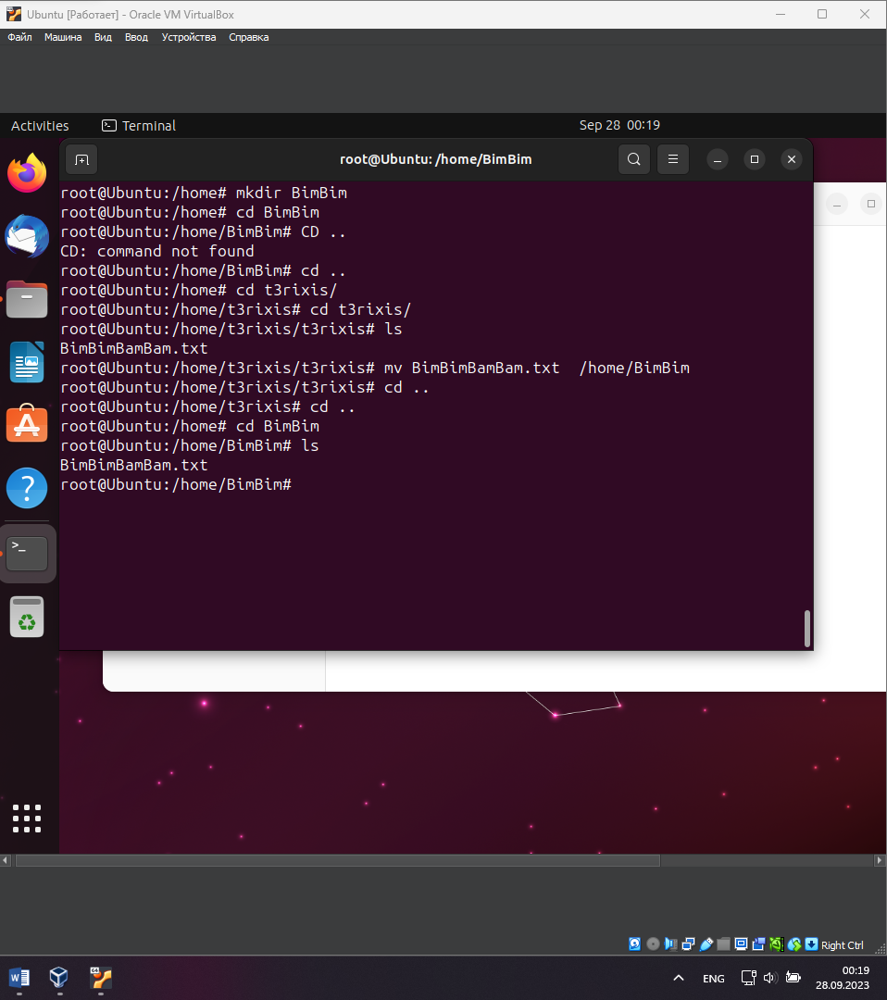 Ubuntu [Работает] - Oracle VM VirtualBox
Файл Машина Вид Ввод Устройства Справка
Activities Terminal Sep 28 00:19
root@Ubuntu: /home/BimBim
root@Ubuntu:/home# mkdir BimBim
root@Ubuntu:/home# cd BimBim
root@Ubuntu:/home/BimBim# CD ..
CD: command not found
root@Ubuntu:/home/BimBim# cd ..
root@Ubuntu:/home# cd t3rixis/
root@Ubuntu:/home/t3rixis# cd t3rixis/
root@Ubuntu:/home/t3rixis/t3rixis# ls
BimBimBamBam.txt
root@Ubuntu:/home/t3rixis/t3rixis# mv BimBimBamBam.txt  /home/BimBim
root@Ubuntu:/home/t3rixis/t3rixis# cd ..
root@Ubuntu:/home/t3rixis# cd ..
root@Ubuntu:/home# cd BimBim
root@Ubuntu:/home/BimBim# ls
BimBimBamBam.txt
root@Ubuntu:/home/BimBim#
Right Ctrl
ENG
00:19
28.09.2023